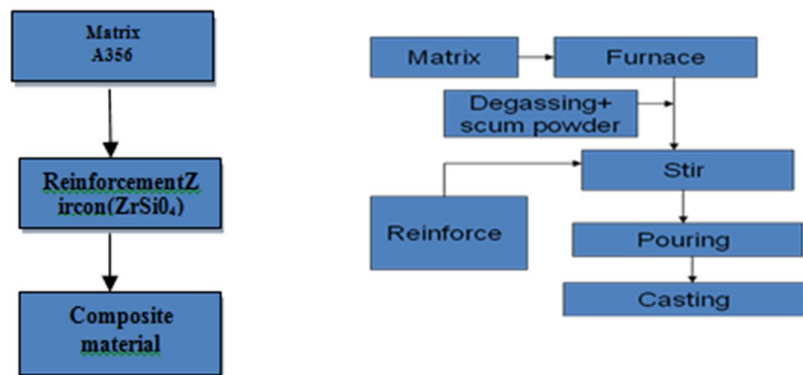 Matrix
A356
ReinforcementZ
ircon(ZrSi0₄)
Composite
material
Matrix
Furnace
Degassing+
scum powder
Stir
Reinforce
Pouring
Casting